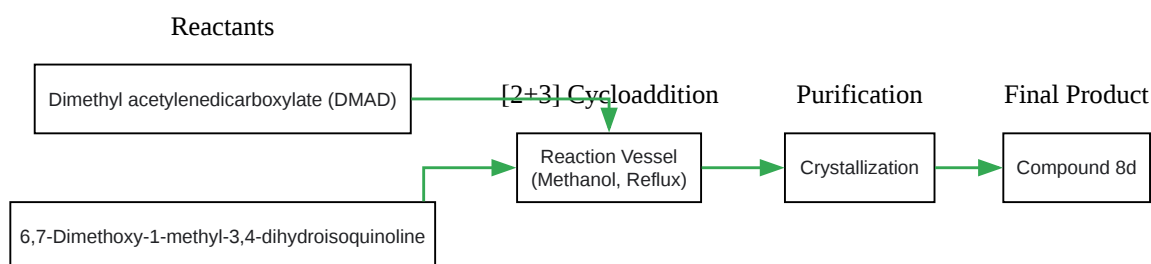 Reactants
Dimethyl acetylenedicarboxylate (DMAD)
[2+3] Cycloaddition
Purification
Final Product
Reaction Vessel
(Methanol, Reflux)
Crystallization
Compound 8d
6,7-Dimethoxy-1-methyl-3,4-dihydroisoquinoline